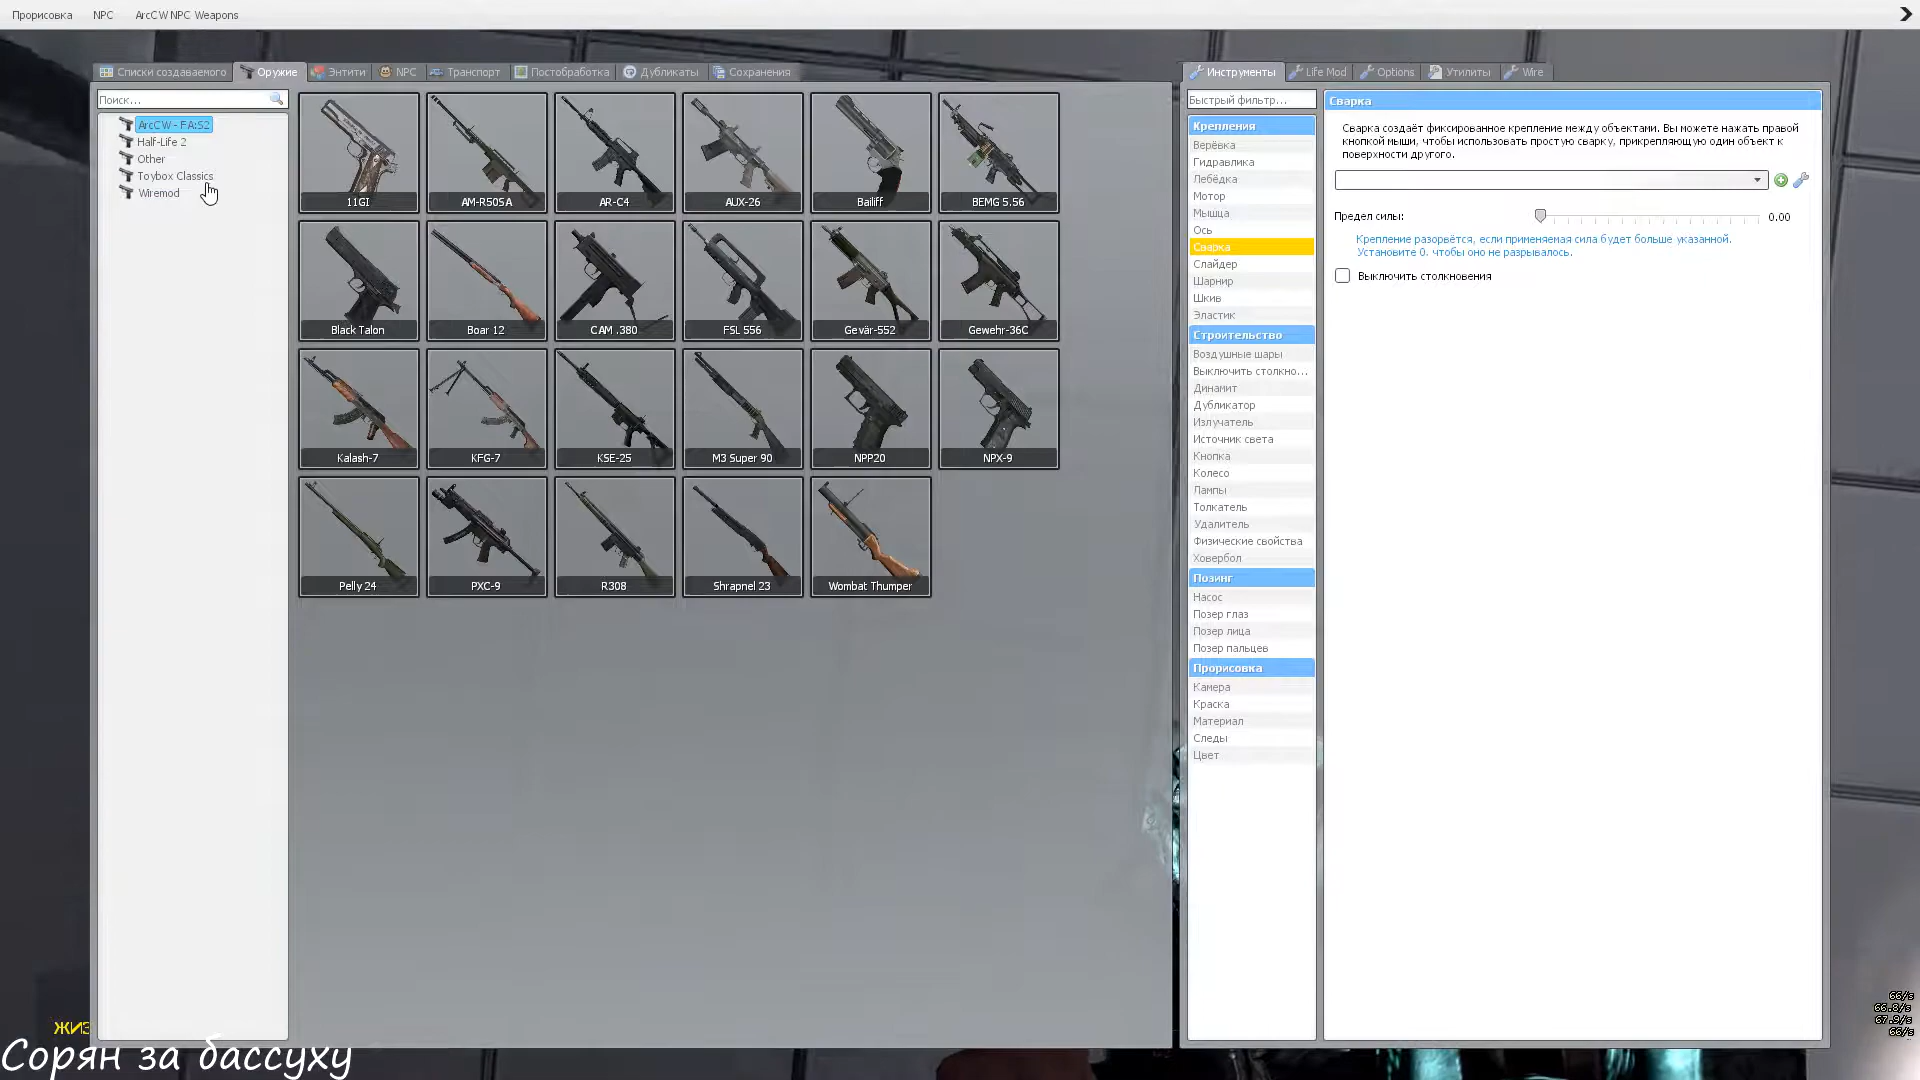 Прорисовка NPC ArcCW NPC Weapons
Списки создаваемого Оружие Энтити NPC Транспорт Постобработка Дубликаты Сохранения
Инструменты Life Mod Options Утилиты Wire
Поиск...
ArcCW - FA:S2
Half-Life 2
Other
Toybox Classics
Wiremod
11GI AM-R50SA AR-C4 AUX-26 Bailiff BEMG 5.56
Black Talon Boar 12 CAM .380 FSL 556 Gevär-552 Gewehr-36C
Kalash-7 KFG-7 KSE-25 M3 Super 90 NPP20 NPX-9
Pelly 24 PXC-9 R308 Shrapnel 23 Wombat Thumper
Быстрый фильтр...
Крепления
Верёвка
Гидравлика
Лебёдка
Мотор
Мышца
Ось
Сварка
Слайдер
Шарнир
Шкив
Эластик
Строительство
Воздушные шары
Выключить столкно...
Динамит
Дубликатор
Излучатель
Источник света
Кнопка
Колесо
Лампы
Толкатель
Удалитель
Физические свойства
Ховербол
Позинг
Насос
Позер глаз
Позер лица
Позер пальцев
Прорисовка
Камера
Краска
Материал
Следы
Цвет
Сварка
Сварка создаёт фиксированное крепление между объектами. Вы можете нажать правой
кнопкой мыши, чтобы использовать простую сварку, прикрепляющую один объект к
поверхности другого.
Предел силы: 0.00
Крепление разорвётся, если применяемая сила будет больше указанной.
Установите 0, чтобы оно не разрывалось.
Выключить столкновения
66/s
66.8/s
67.9/s
66/s
ЖИЗ
Сорян за бассуху